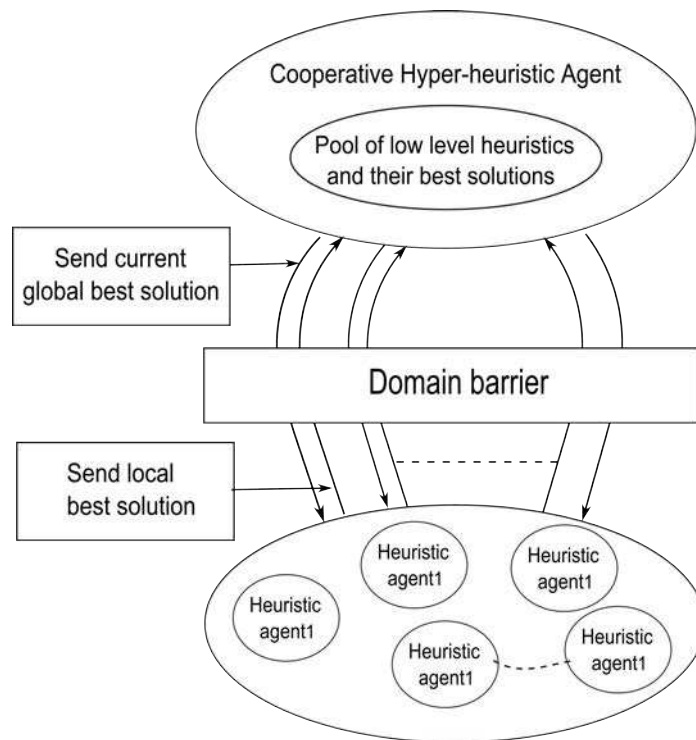 Cooperative Hyper-heuristic Agent
Pool of low level heuristics
and their best solutions
Send current
global best solution
Domain barrier
Send local
best solution
Heuristic
agent1
Heuristic
agent1
Heuristic
agent1
Heuristic
agent1
Heuristic
agent1